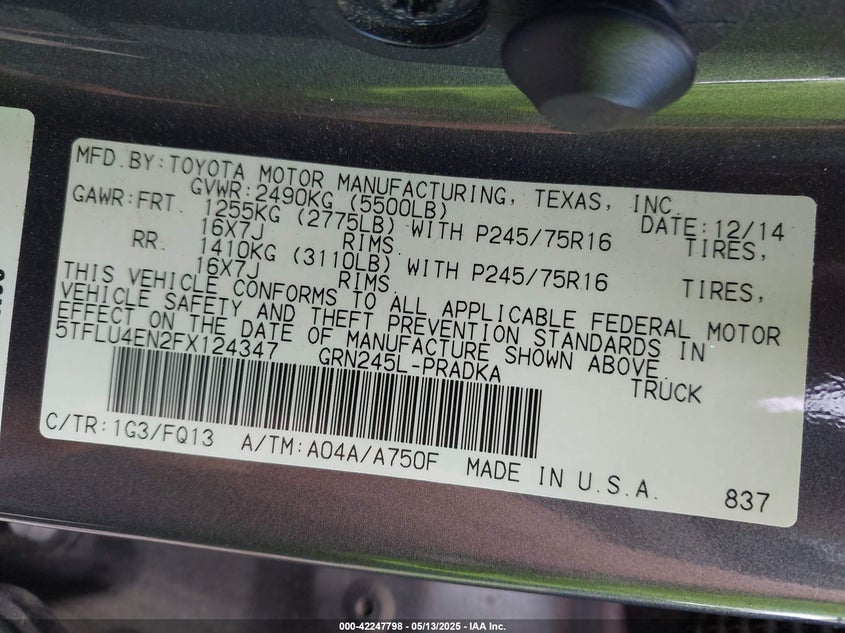 MFD.BY:TOYOTA MOTOR MANUFACTURING, TEXAS, INC
GVWR:2490KG (5500LB) DATE:12/14
GAWR:FRT. 1255KG (2775LB) WITH P245/75R16 TIRES,
16X7J RIMS
RR. 1410KG (3110LB) WITH P245/75R16 TIRES,
16X7J RIMS
THIS VEHICLE CONFORMS TO ALL APPLICABLE FEDERAL MOTOR
VEHICLE SAFETY AND THEFT PREVENTION STANDARDS IN
EFFECT ON THE DATE OF MANUFACTURE SHOWN ABOVE.
5TFLU4EN2FX124347 GRN245L-PRADKA TRUCK
C/TR:1G3/FQ13 A/TM:A04A/A750F MADE IN U.S.A. 837
000-42247798 - 05/13/2025 - IAA Inc.